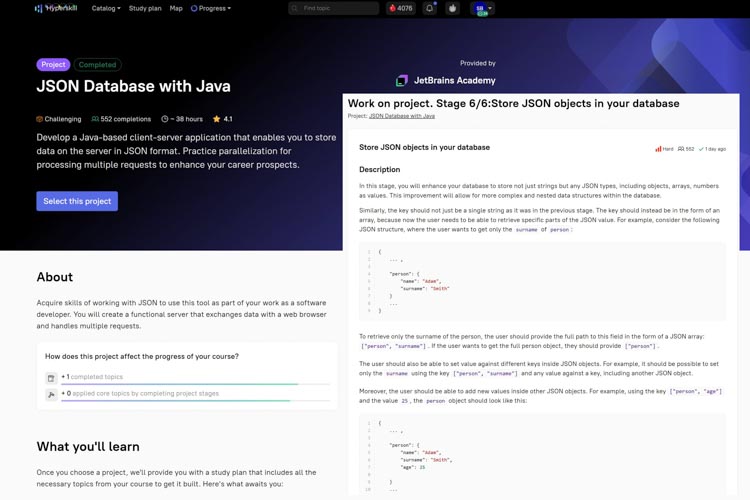 Hyperskill
Catalog
Study plan
Map
Progress
Find topic
4076
SB
Project
Completed
JSON Database with Java
Challenging
552 completions
~ 38 hours
4.1
Develop a Java-based client-server application that enables you to store
data on the server in JSON format. Practice parallelization for
processing multiple requests to enhance your career prospects.
Select this project
Provided by
JetBrains Academy
About
Acquire skills of working with JSON to use this tool as part of your work as a software
developer. You will create a functional server that exchanges data with a web browser
and handles multiple requests.
How does this project affect the progress of your course?
+ 1 completed topics
+ 0 applied core topics by completing project stages
What you'll learn
Once you choose a project, we'll provide you with a study plan that includes all the
necessary topics from your course to get it built. Here's what awaits you:
Work on project. Stage 6/6:Store JSON objects in your database
Project: JSON Database with Java
Store JSON objects in your database
Hard 552 1 day ago
Description
In this stage, you will enhance your database to store not just strings but any JSON types, including objects, arrays, numbers
as values. This improvement will allow for more complex and nested data structures within the database.
Similarly, the key should not just be a single string as it was in the previous stage. The key should instead be in the form of an
array, because now the user needs to be able to retrieve specific parts of the JSON value. For example, consider the following
JSON structure, where the user wants to get only the surname of person :
1 {
2 ... ,
3
4 "person": {
5 "name": "Adam",
6 "surname": "Smith"
7 }
8 ...
9 }
To retrieve only the surname of the person, the user should provide the full path to this field in the form of a JSON array:
["person", "surname"] . If the user wants to get the full person object, they should provide ["person"] .
The user should also be able to set value against different keys inside JSON objects. For example, it should be possible to set
only the surname using the key ["person", "surname"] and any value against a key, including another JSON object.
Moreover, the user should be able to add new values inside other JSON objects. For example, using the key ["person", "age"]
and the value 25 , the person object should look like this:
1 {
2 ... ,
3
4 "person": {
5 "name": "Adam",
6 "surname": "Smith",
7 "age": 25
8
9 }
10 ...